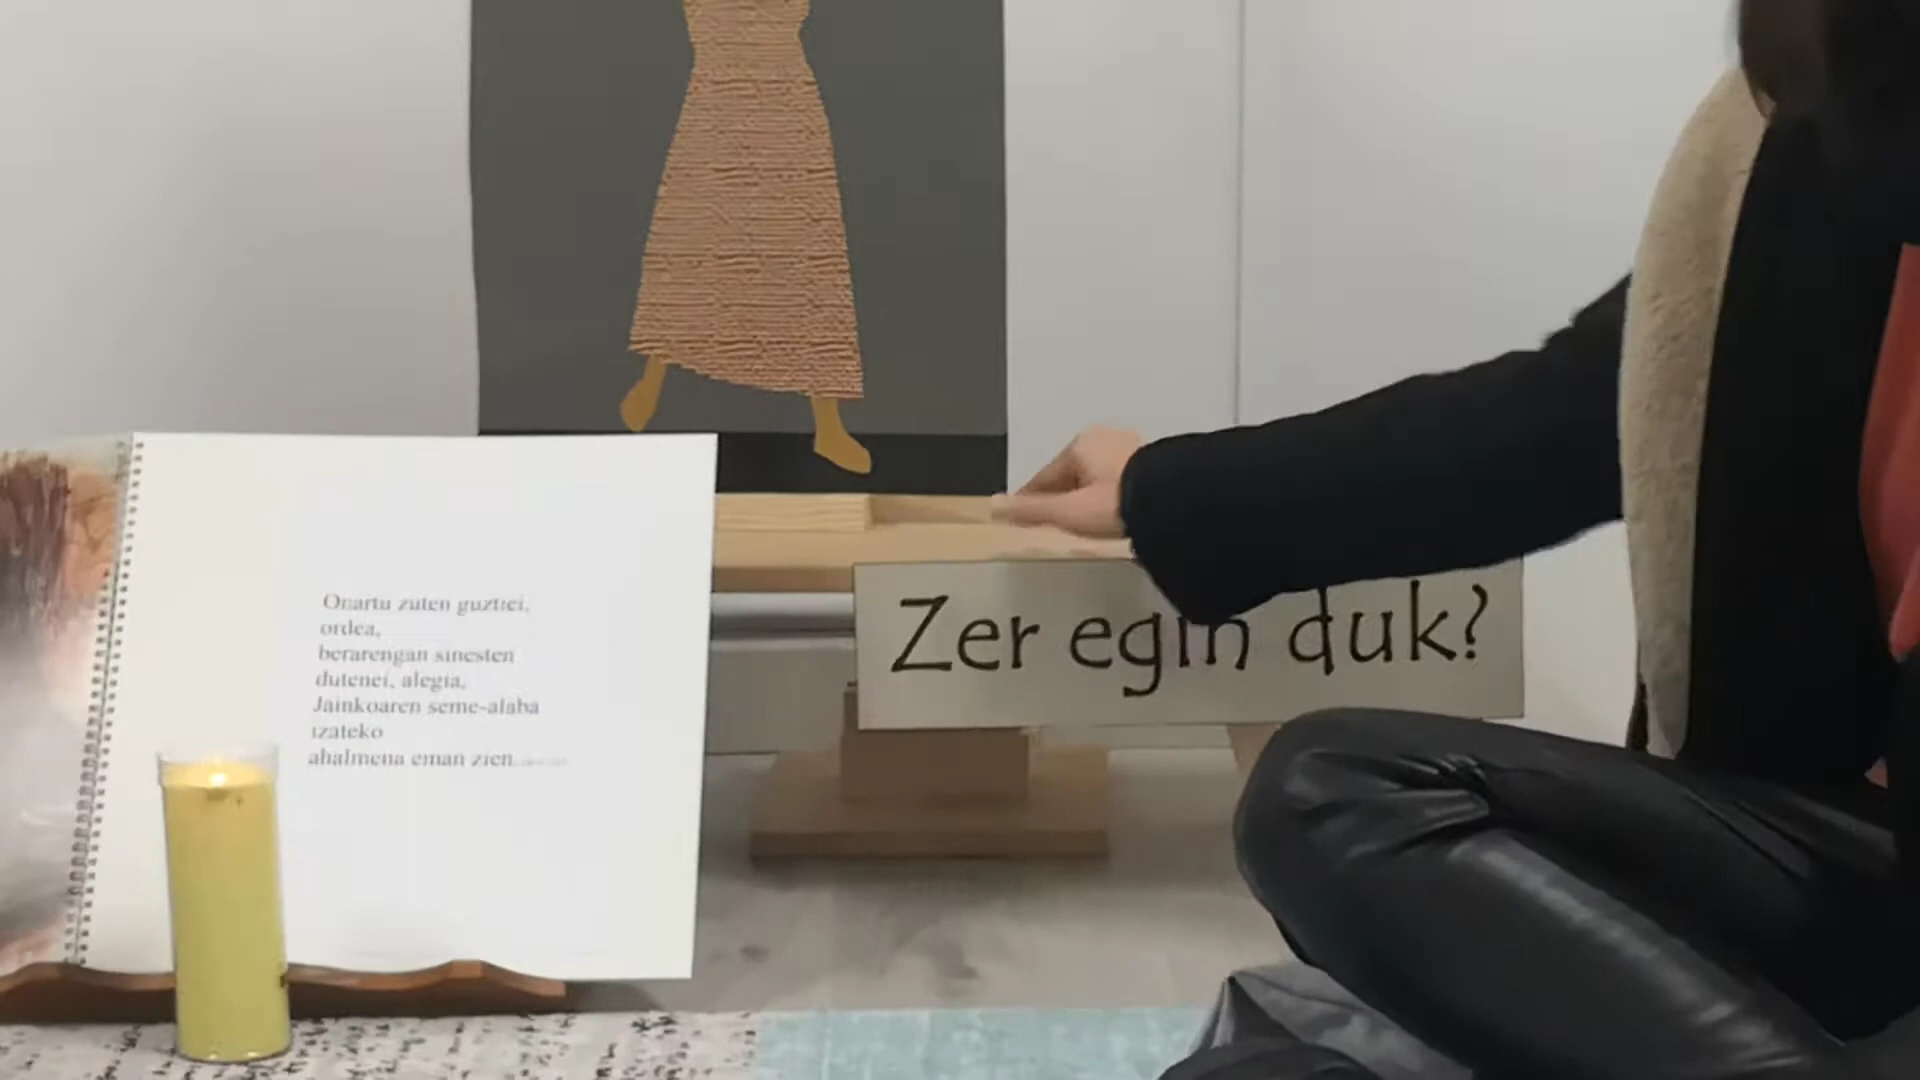 Onartu zuten guztiei,
ordea,
berarengan sinesten
dutenei, alegia,
Jainkoaren seme-alaba
izateko
ahalmena eman zien.
Zer egin duk?